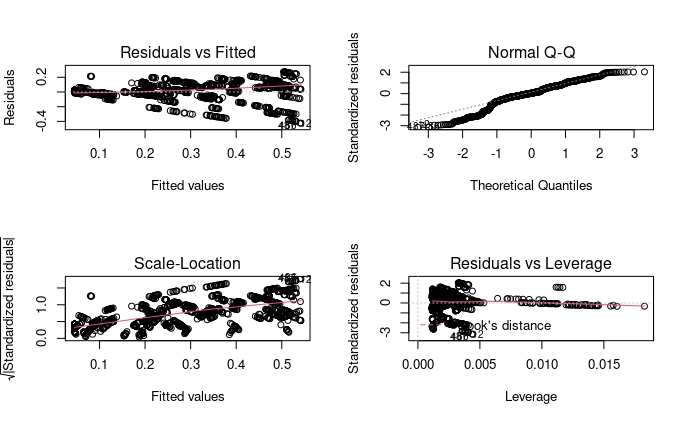 Residuals vs Fitted
Residuals
0.2
-0.4
0.1 0.2 0.3 0.4 0.5
Fitted values
Normal Q-Q
Standardized residuals
2
0
-3
-3 -2 -1 0 1 2 3
Theoretical Quantiles
Scale-Location
√|Standardized residuals|
1.0
0.0
0.1 0.2 0.3 0.4 0.5
Fitted values
Residuals vs Leverage
Standardized residuals
2
0
-3
distance
0.000 0.005 0.010 0.015
Leverage